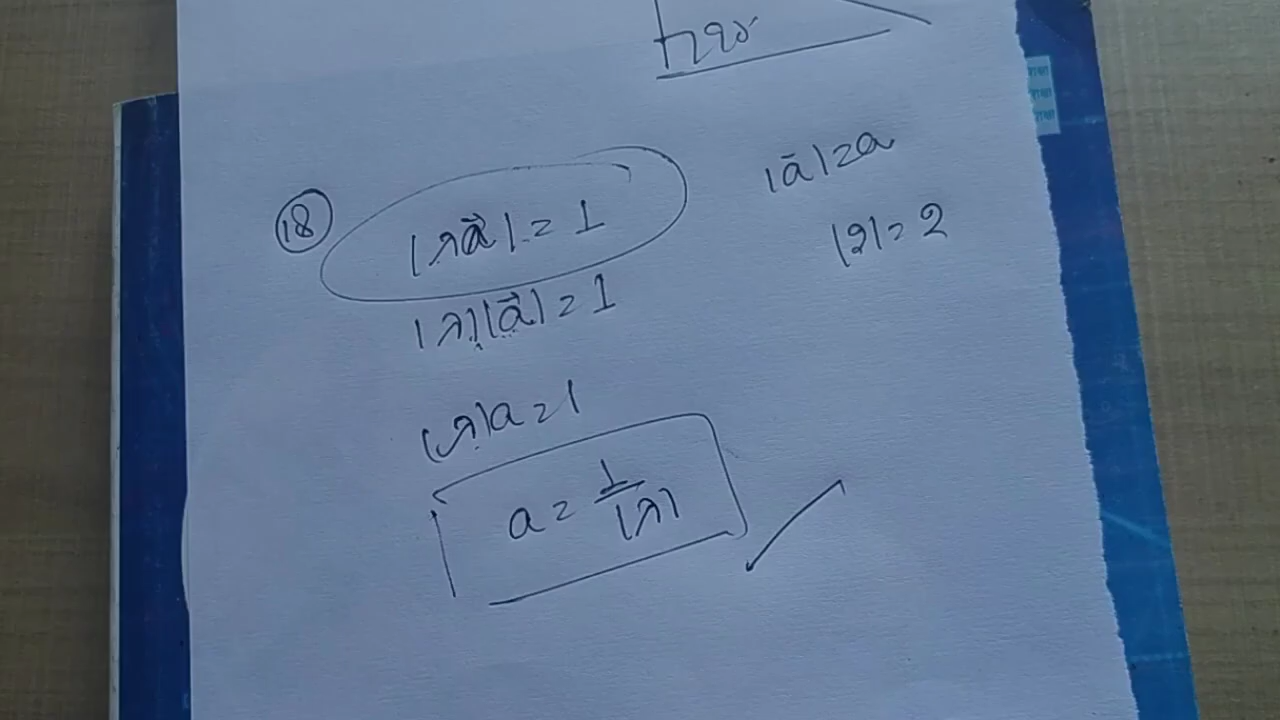 (18) |λa⃗| = 1
|ā| = a
|2| = 2
|λ||a⃗| = 1
|λ|a = 1
a = 1/|λ|